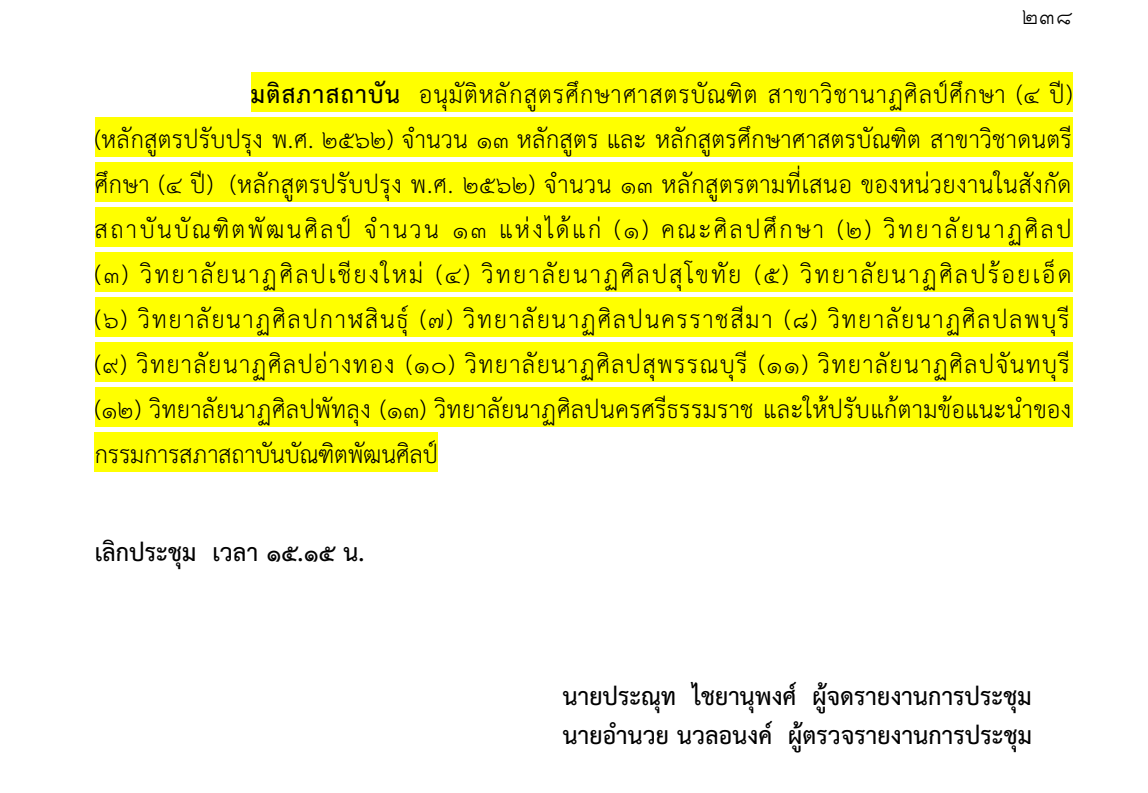 ๒๓๘
มติสภาสถาบัน อนุมัติหลักสูตรศึกษาศาสตรบัณฑิต สาขาวิชานาฏศิลป์ศึกษา (๔ ปี)
(หลักสูตรปรับปรุง พ.ศ. ๒๕๖๒) จำนวน ๑๓ หลักสูตร และ หลักสูตรศึกษาศาสตรบัณฑิต สาขาวิชาดนตรี
ศึกษา (๔ ปี) (หลักสูตรปรับปรุง พ.ศ. ๒๕๖๒) จำนวน ๑๓ หลักสูตรตามที่เสนอ ของหน่วยงานในสังกัด
สถาบันบัณฑิตพัฒนศิลป์ จำนวน ๑๓ แห่งได้แก่ (๑) คณะศิลปศึกษา (๒) วิทยาลัยนาฏศิลป
(๓) วิทยาลัยนาฏศิลปเชียงใหม่ (๔) วิทยาลัยนาฏศิลปสุโขทัย (๕) วิทยาลัยนาฏศิลปร้อยเอ็ด
(๖) วิทยาลัยนาฏศิลปกาฬสินธุ์ (๗) วิทยาลัยนาฏศิลปนครราชสีมา (๘) วิทยาลัยนาฏศิลปลพบุรี
(๙) วิทยาลัยนาฏศิลปอ่างทอง (๑๐) วิทยาลัยนาฏศิลปสุพรรณบุรี (๑๑) วิทยาลัยนาฏศิลปจันทบุรี
(๑๒) วิทยาลัยนาฏศิลปพัทลุง (๑๓) วิทยาลัยนาฏศิลปนครศรีธรรมราช และให้ปรับแก้ตามข้อแนะนำของ
กรรมการสภาสถาบันบัณฑิตพัฒนศิลป์
เลิกประชุม เวลา ๑๕.๑๕ น.
นายประณุท ไชยานุพงศ์ ผู้จดรายงานการประชุม
นายอำนวย นวลอนงค์ ผู้ตรวจรายงานการประชุม